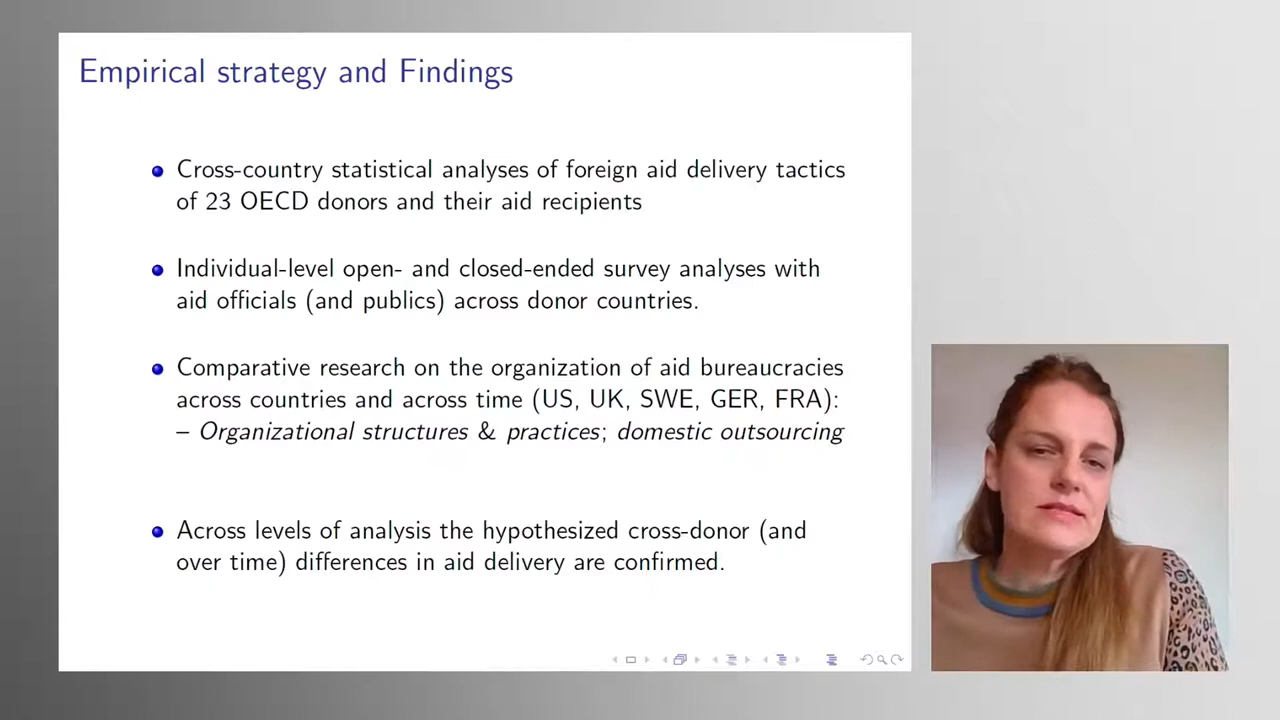 Empirical strategy and Findings
Cross-country statistical analyses of foreign aid delivery tactics
of 23 OECD donors and their aid recipients
Individual-level open- and closed-ended survey analyses with
aid officials (and publics) across donor countries.
Comparative research on the organization of aid bureaucracies
across countries and across time (US, UK, SWE, GER, FRA):
– Organizational structures & practices; domestic outsourcing
Across levels of analysis the hypothesized cross-donor (and
over time) differences in aid delivery are confirmed.